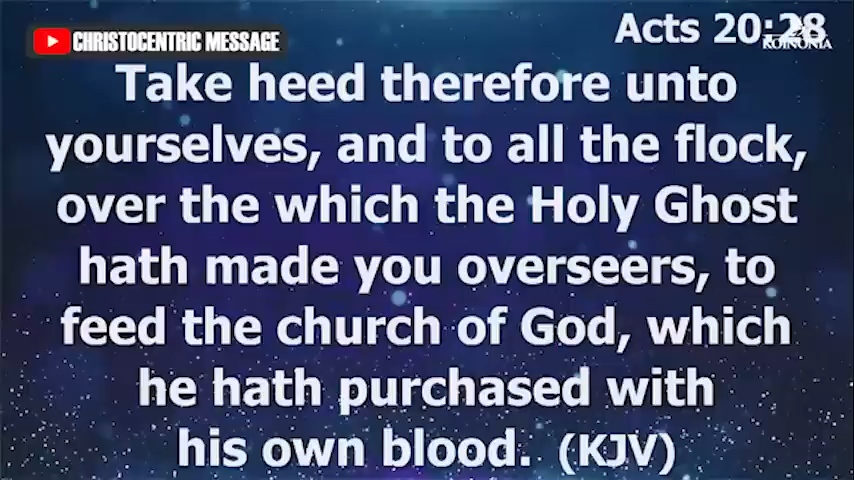 CHRISTOCENTRIC MESSAGE
Acts 20:28
KOINONIA
Take heed therefore unto
yourselves, and to all the flock,
over the which the Holy Ghost
hath made you overseers, to
feed the church of God, which
he hath purchased with
his own blood. (KJV)